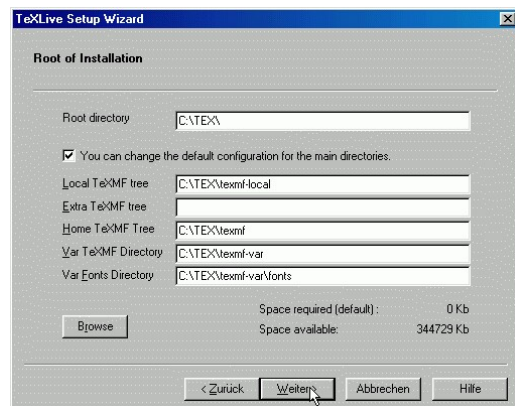 TeXLive Setup Wizard
Root of Installation
Root directory C:\TEX\
You can change the default configuration for the main directories.
Local TeXMF tree C:\TEX\texmf-local
Extra TeXMF tree
Home TeXMF Tree C:\TEX\texmf
Var TeXMF Directory C:\TEX\texmf-var
Var Fonts Directory C:\TEX\texmf-var\fonts
Space required (default) : 0 Kb
Browse
Space available: 344729 Kb
< Zurück Weiter > Abbrechen Hilfe